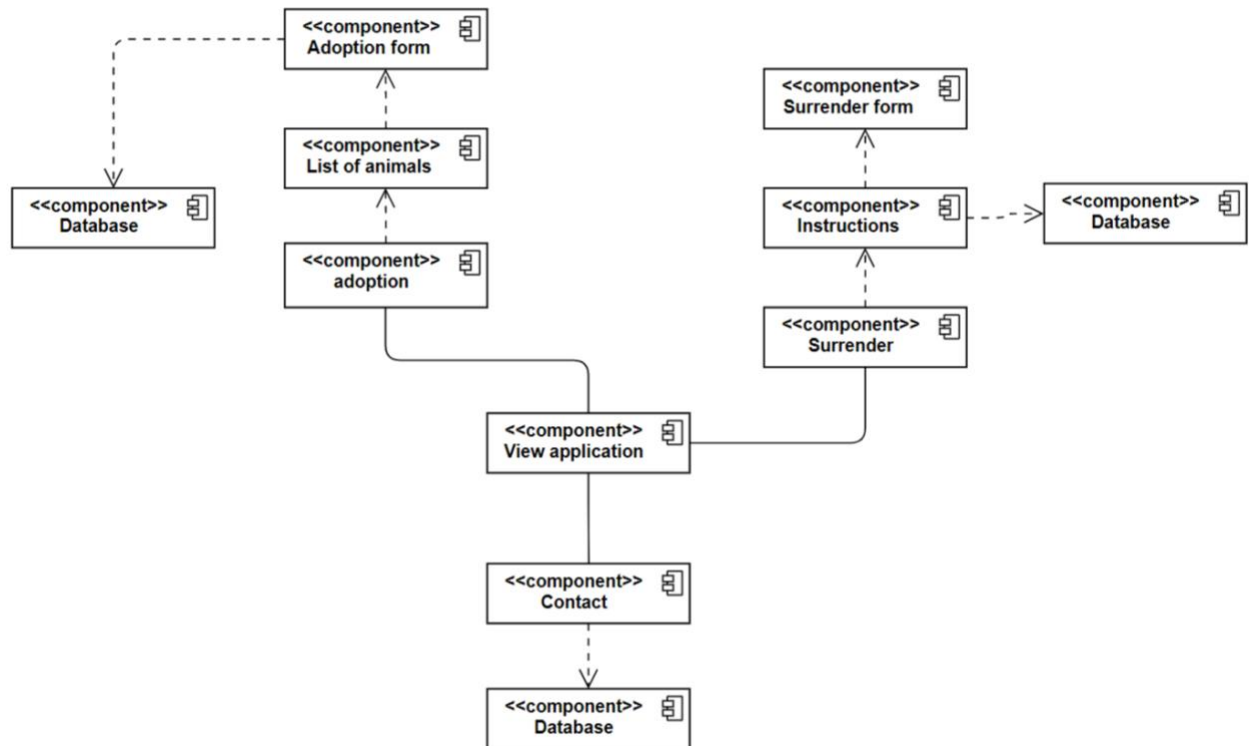 <<component>>
Adoption form
<<component>>
Surrender form
<<component>>
List of animals
<<component>>
Database
<<component>>
Instructions
<<component>>
Database
<<component>>
adoption
<<component>>
Surrender
<<component>>
View application
<<component>>
Contact
<<component>>
Database